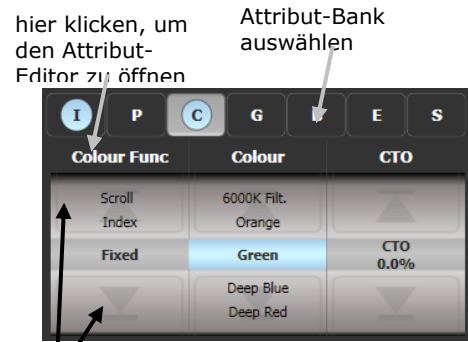 hier klicken, um
den Attribut-
Editor zu öffnen
Attribut-Bank
auswählen
I P C G E S
Colour Func Colour CTO
Scroll 6000K Filt.
Index Orange
Fixed Green CTO
0.0%
Deep Blue
Deep Red